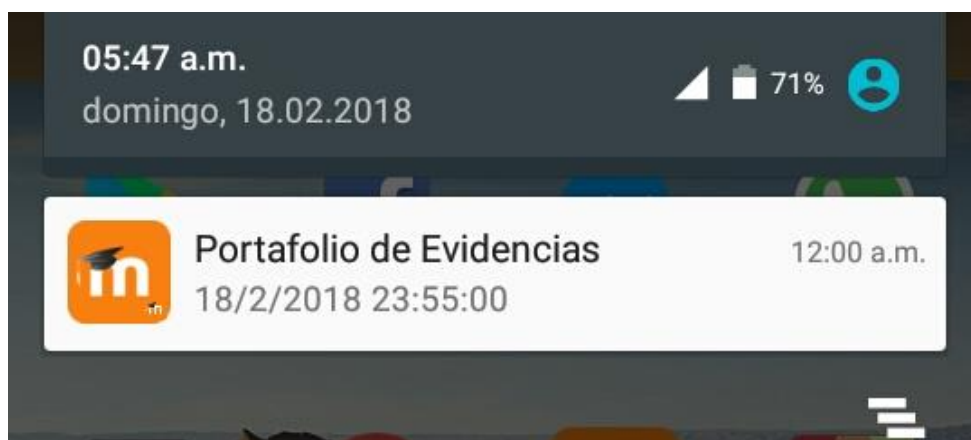 05:47 a.m.
domingo, 18.02.2018
71%
m
Portafolio de Evidencias
12:00 a.m.
18/2/2018 23:55:00